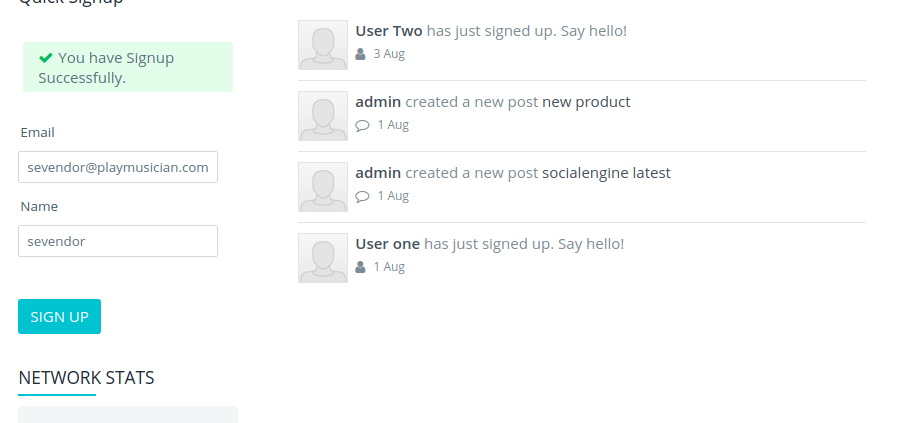 Quick Signup
You have Signup
Successfully.
Email
sevendor@playmusician.com
Name
sevendor
SIGN UP
NETWORK STATS
User Two has just signed up. Say hello!
3 Aug
admin created a new post new product
1 Aug
admin created a new post socialengine latest
1 Aug
User one has just signed up. Say hello!
1 Aug